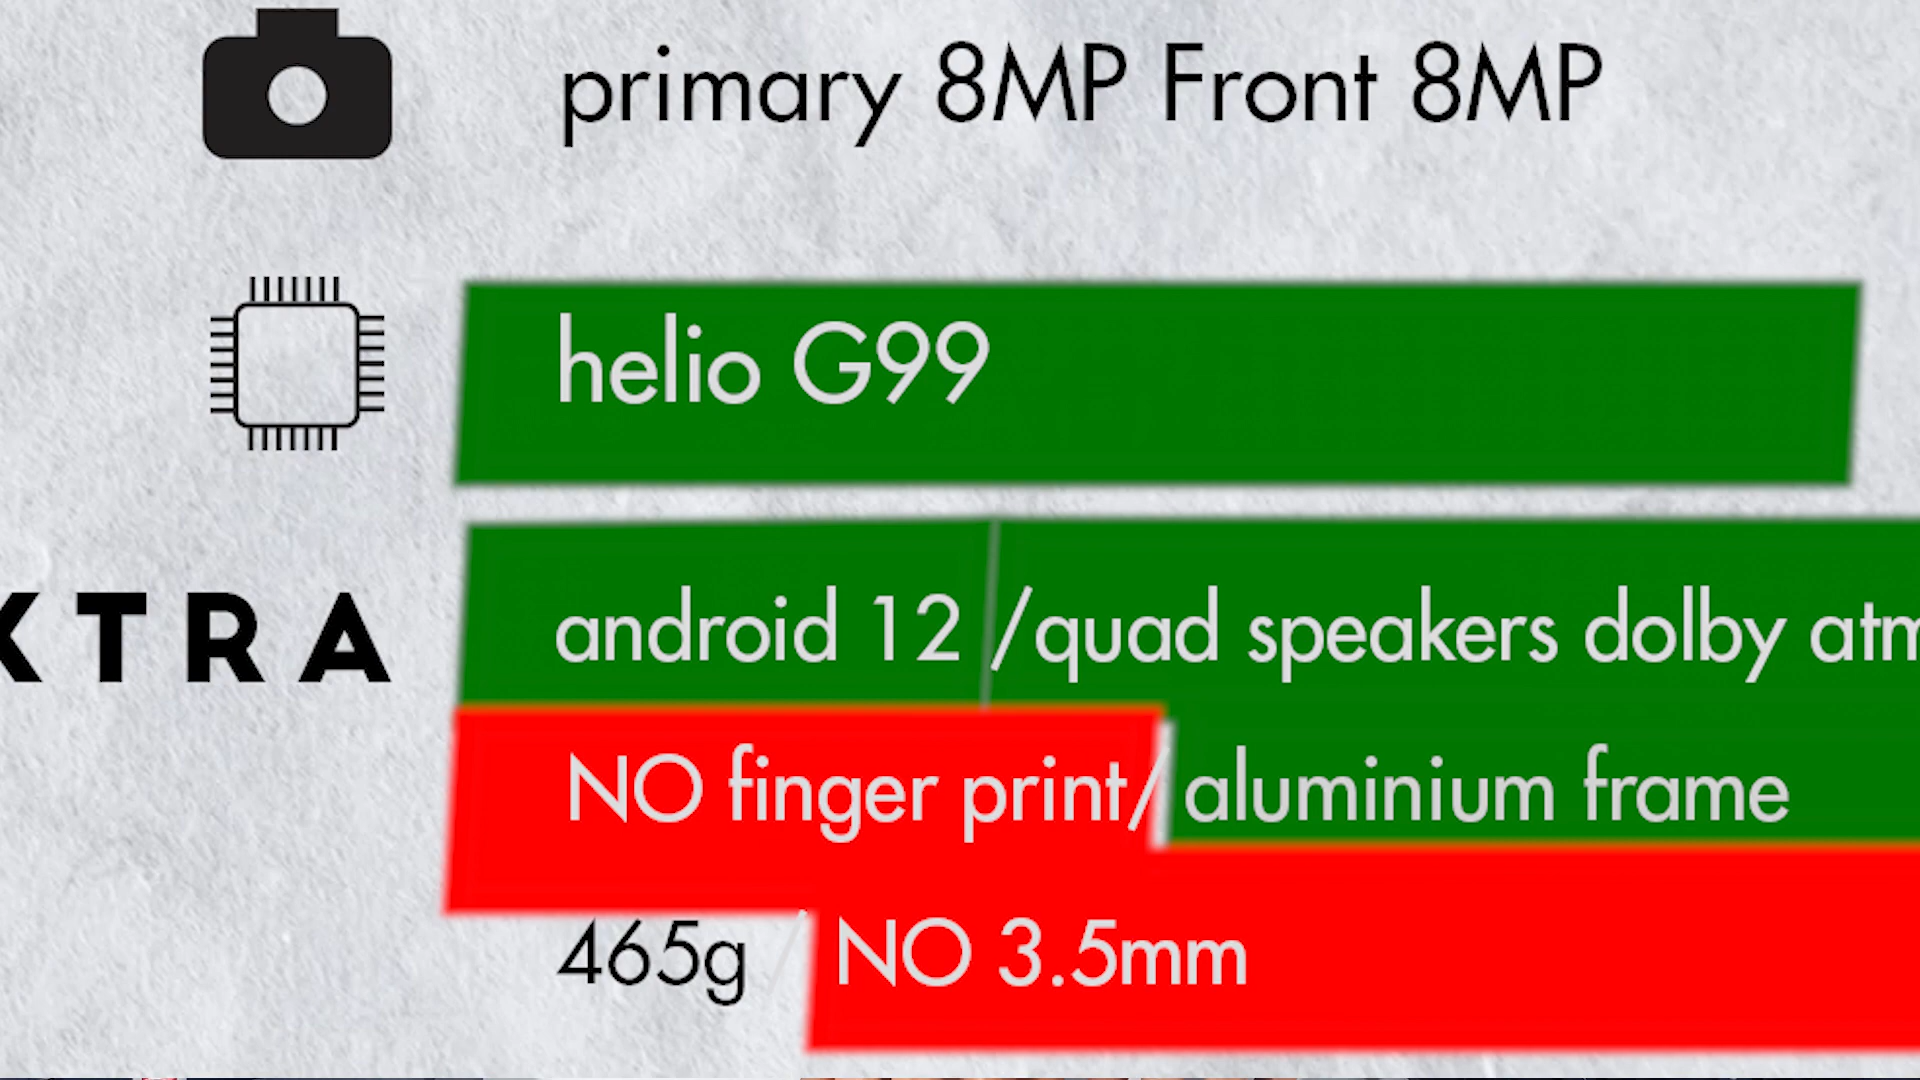 primary 8MP Front 8MP
helio G99
android 12 /quad speakers dolby
NO finger print/ aluminium frame
465g / NO 3.5mm